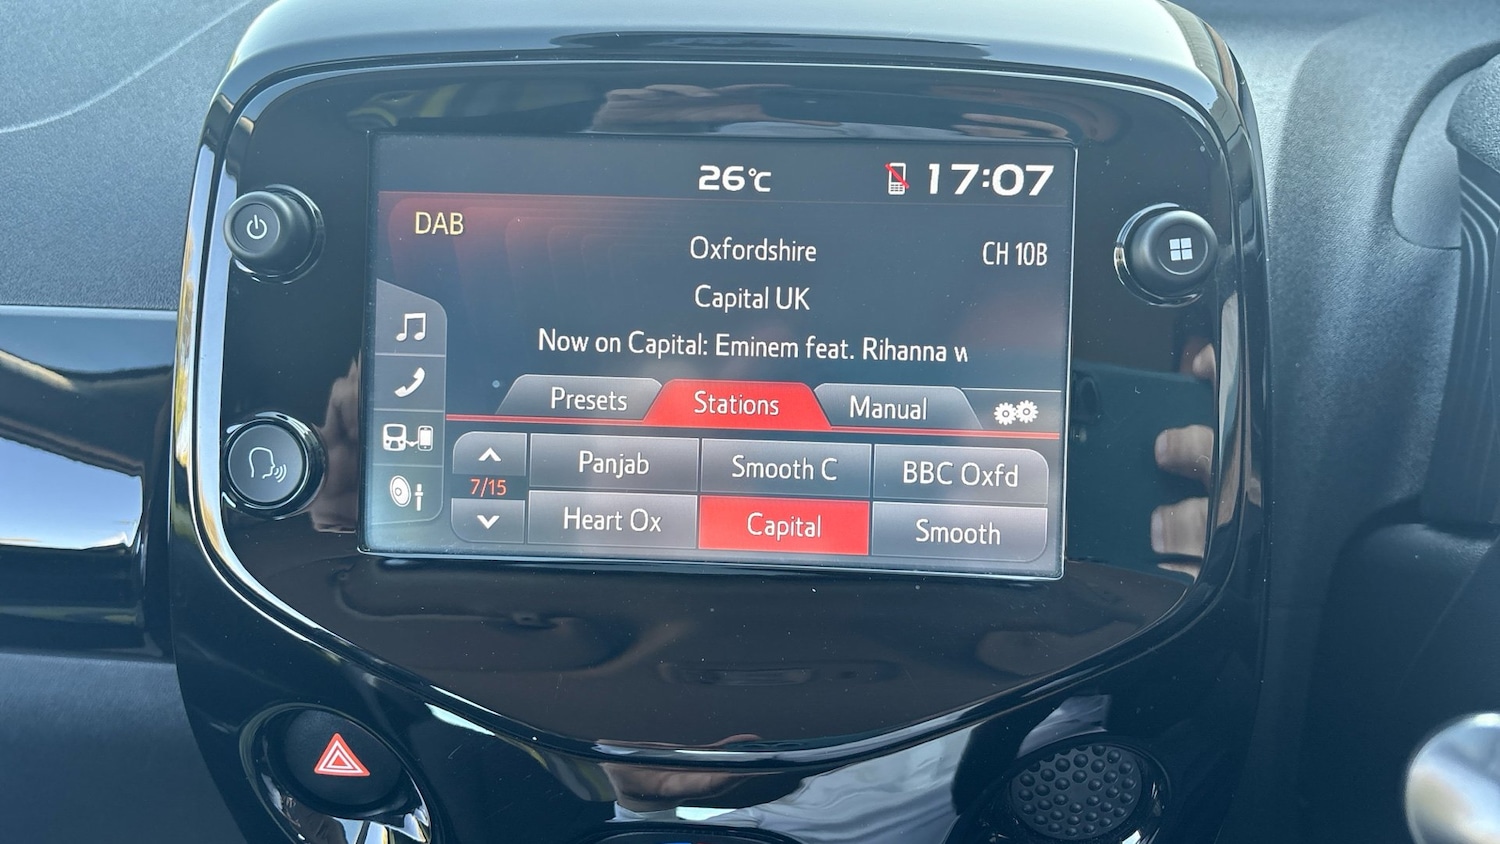 26°C 17:07
DAB
Oxfordshire CH 10B
Capital UK
Now on Capital: Eminem feat. Rihanna w
Presets Stations Manual
Panjab Smooth C BBC Oxfd
7/15
Heart Ox Capital Smooth